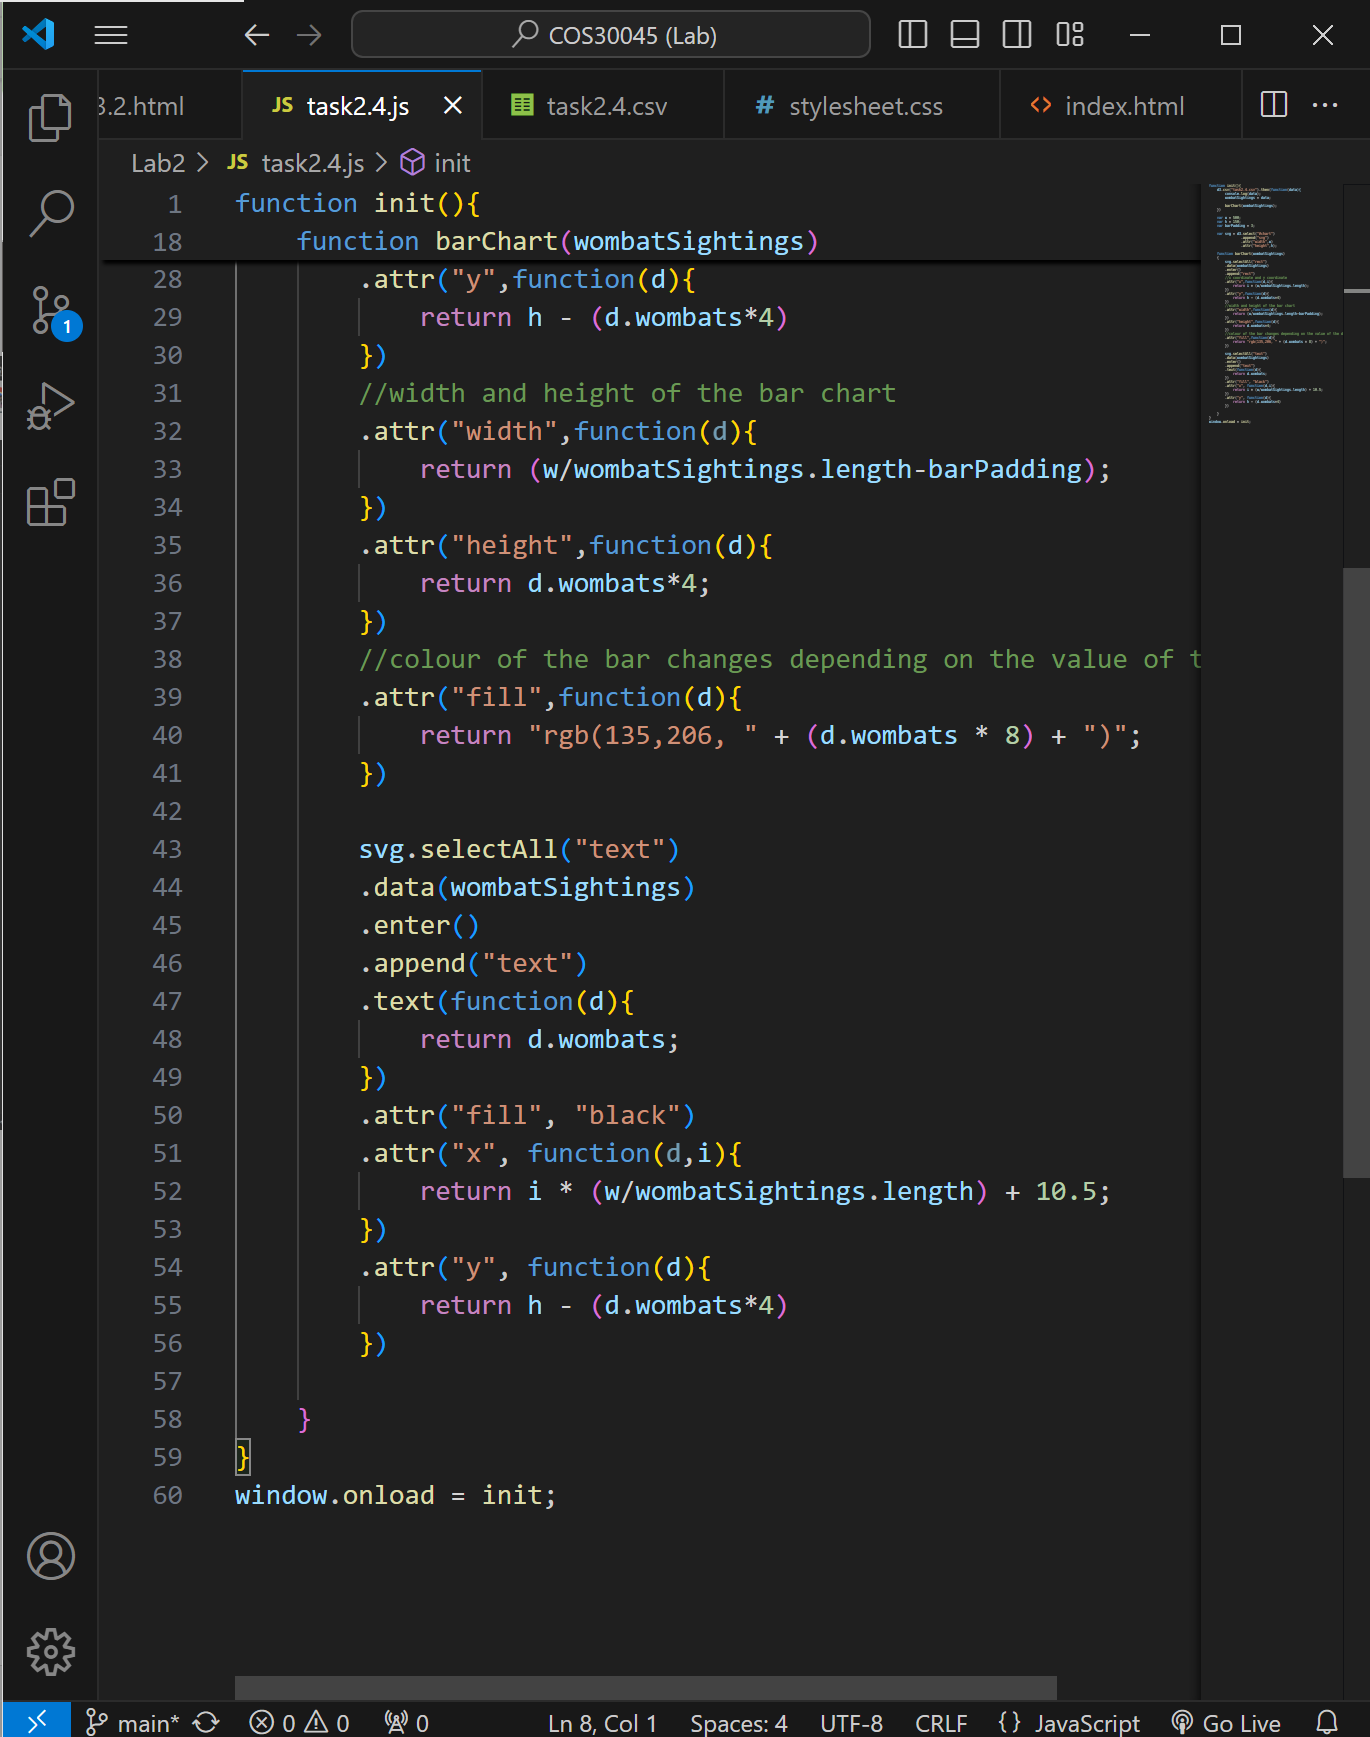 COS30045 (Lab)
3.2.html
JS task2.4.js
task2.4.csv
# stylesheet.css
<> index.html
Lab2 > JS task2.4.js > init
1 function init(){
18 function barChart(wombatSightings)
28 .attr("y",function(d){
29 return h - (d.wombats*4)
30 })
31 //width and height of the bar chart
32 .attr("width",function(d){
33 return (w/wombatSightings.length-barPadding);
34 })
35 .attr("height",function(d){
36 return d.wombats*4;
37 })
38 //colour of the bar changes depending on the value of t
39 .attr("fill",function(d){
40 return "rgb(135,206, " + (d.wombats * 8) + ")";
41 })
42
43 svg.selectAll("text")
44 .data(wombatSightings)
45 .enter()
46 .append("text")
47 .text(function(d){
48 return d.wombats;
49 })
50 .attr("fill", "black")
51 .attr("x", function(d,i){
52 return i * (w/wombatSightings.length) + 10.5;
53 })
54 .attr("y", function(d){
55 return h - (d.wombats*4)
56 })
57
58 }
59 }
60 window.onload = init;
1
main* 0 0 0 Ln 8, Col 1 Spaces: 4 UTF-8 CRLF {} JavaScript Go Live